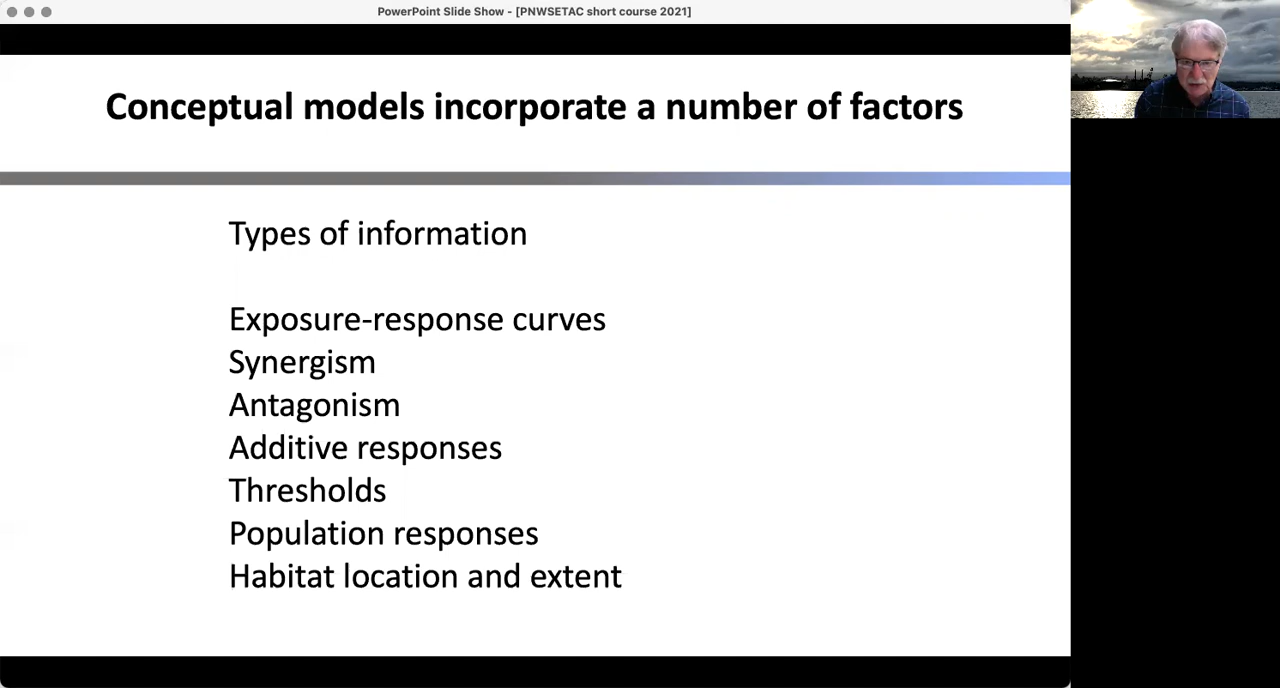 PowerPoint Slide Show - [PNWSETAC short course 2021]
Conceptual models incorporate a number of factors
Types of information
Exposure-response curves
Synergism
Antagonism
Additive responses
Thresholds
Population responses
Habitat location and extent